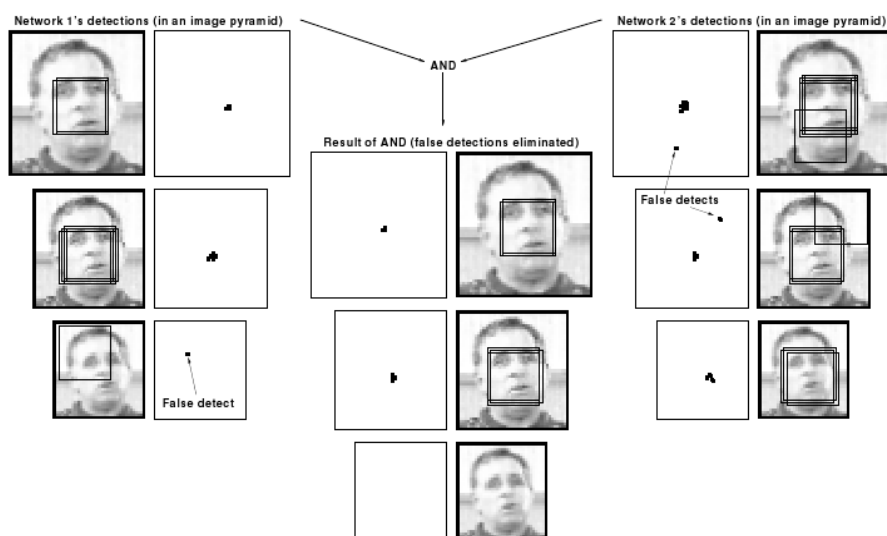 Network 1's detections (in an image pyramid)
Network 2's detections (in an image pyramid)
AND
Result of AND (false detections eliminated)
False detects
False detect